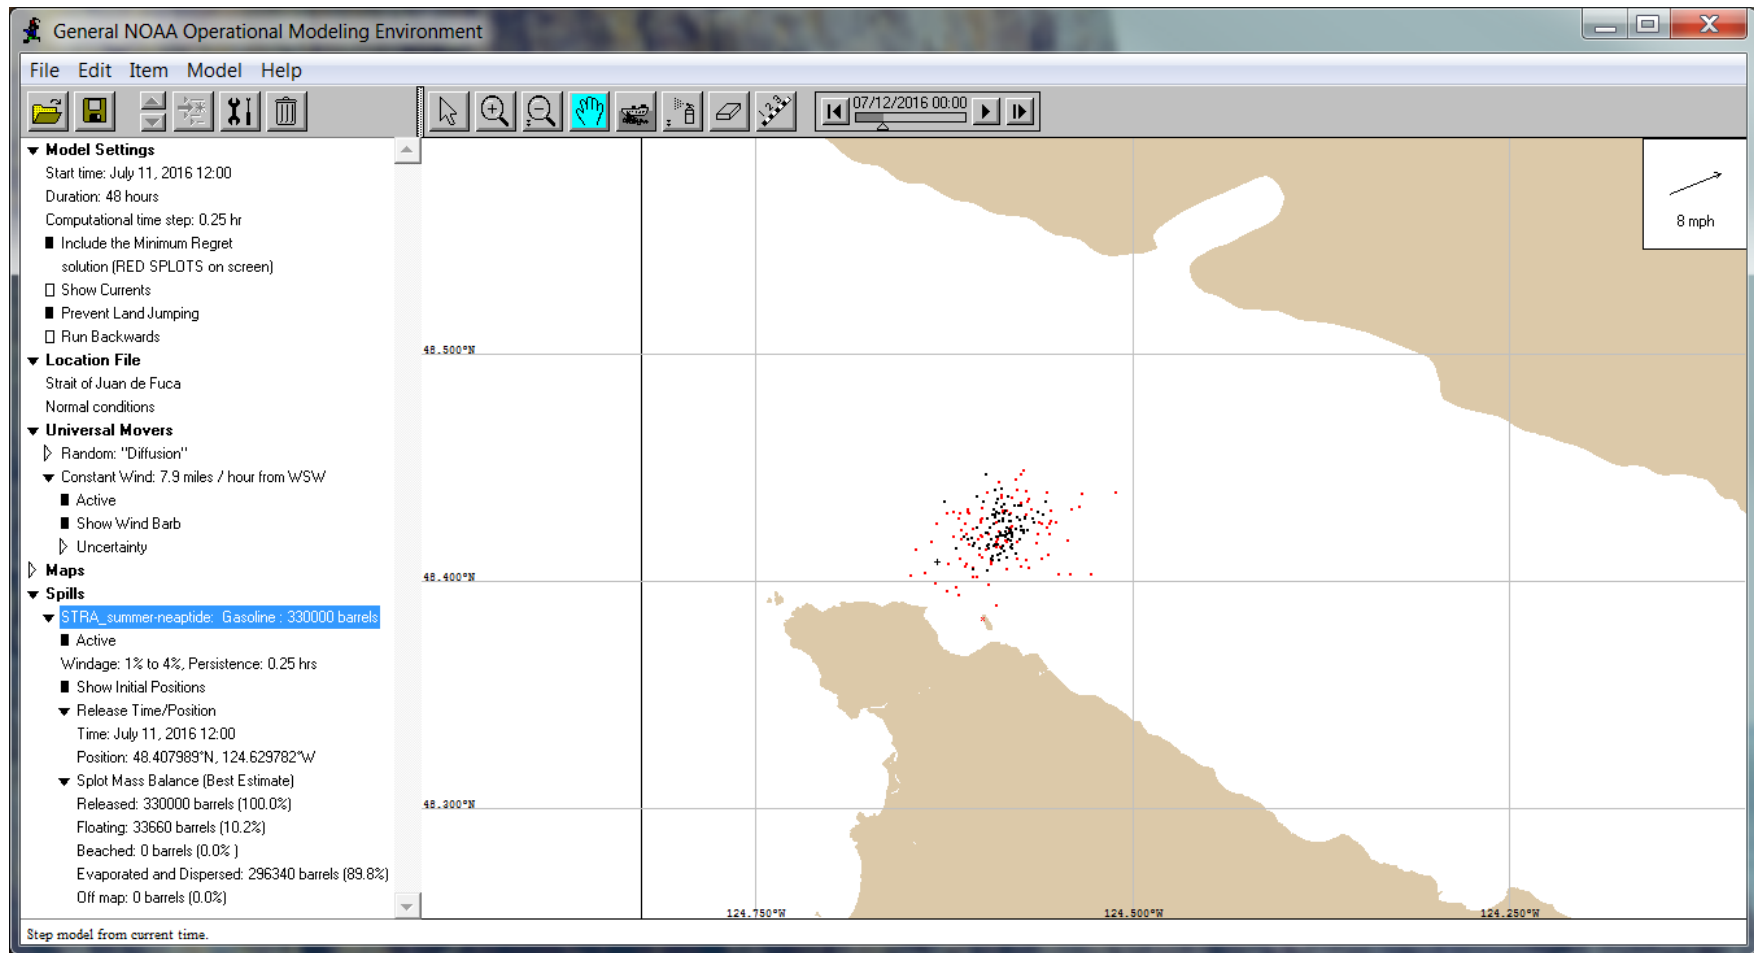 General NOAA Operational Modeling Environment
File Edit Item Model Help
07/12/2016 00:00
Model Settings
Start time: July 11, 2016 12:00
Duration: 48 hours
Computational time step: 0.25 hr
Include the Minimum Regret
solution (RED SPLOTS on screen)
Show Currents
Prevent Land Jumping
Run Backwards
Location File
Strait of Juan de Fuca
Normal conditions
Universal Movers
Random: "Diffusion"
Constant Wind: 7.9 miles / hour from WSW
Active
Show Wind Barb
Uncertainty
Maps
Spills
STRA_summer-neaptide: Gasoline : 330000 barrels
Active
Windage: 1% to 4%, Persistence: 0.25 hrs
Show Initial Positions
Release Time/Position
Time: July 11, 2016 12:00
Position: 48.407989°N, 124.629782°W
Splot Mass Balance (Best Estimate)
Released: 330000 barrels (100.0%)
Floating: 33660 barrels (10.2%)
Beached: 0 barrels (0.0% )
Evaporated and Dispersed: 296340 barrels (89.8%)
Off map: 0 barrels (0.0%)
8 mph
48.500°N
48.400°N
48.300°N
124.750°W 124.500°W 124.250°W
Step model from current time.